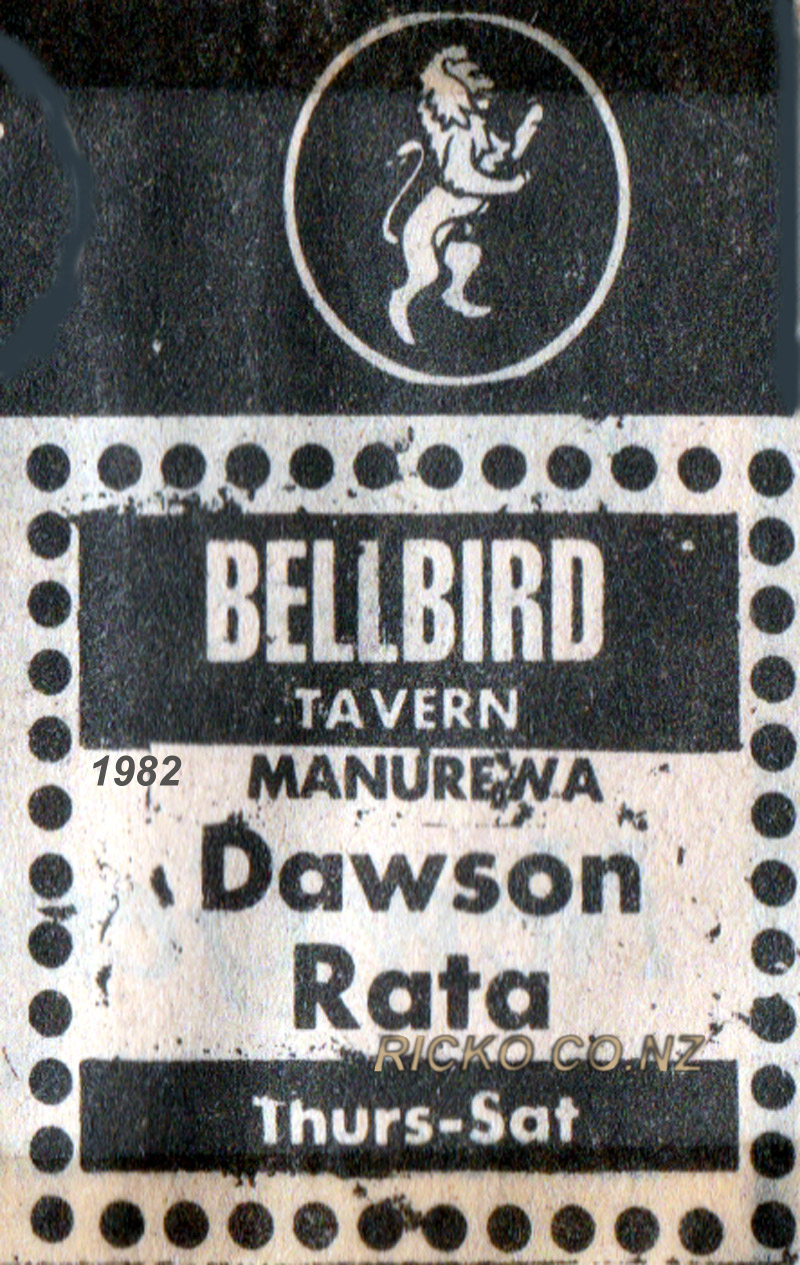 BELLBIRD
TAVERN
1982 MANUREWA
Dawson
Rata
RICKO CO.NZ
Thurs-Sat